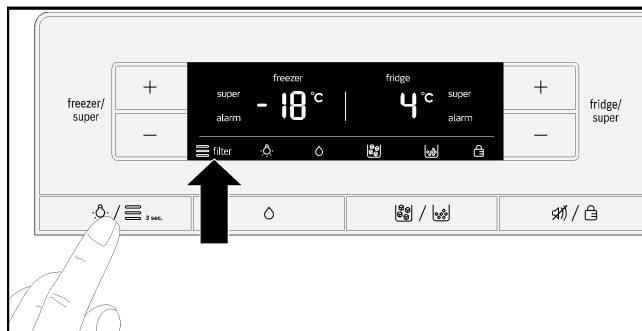 freezer/
super
+
−
freezer
super
alarm
-18 °C
fridge
4 °C
super
alarm
filter
+
−
fridge/
super
/ 3 sec.
/
/